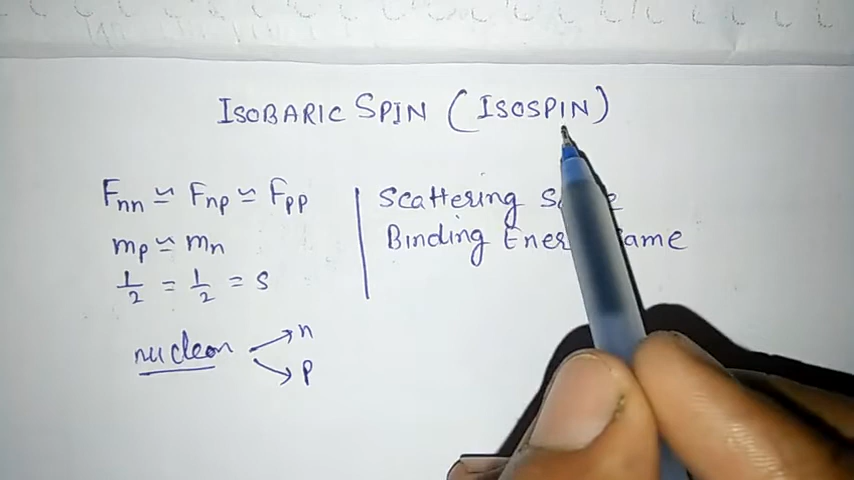 ISOBARIC SPIN (ISOSPIN)
Fnn ≃ Fnp ≃ Fpp
mp ≃ mn
1/2 = 1/2 = s
nucleon
n
p
Scattering
Binding